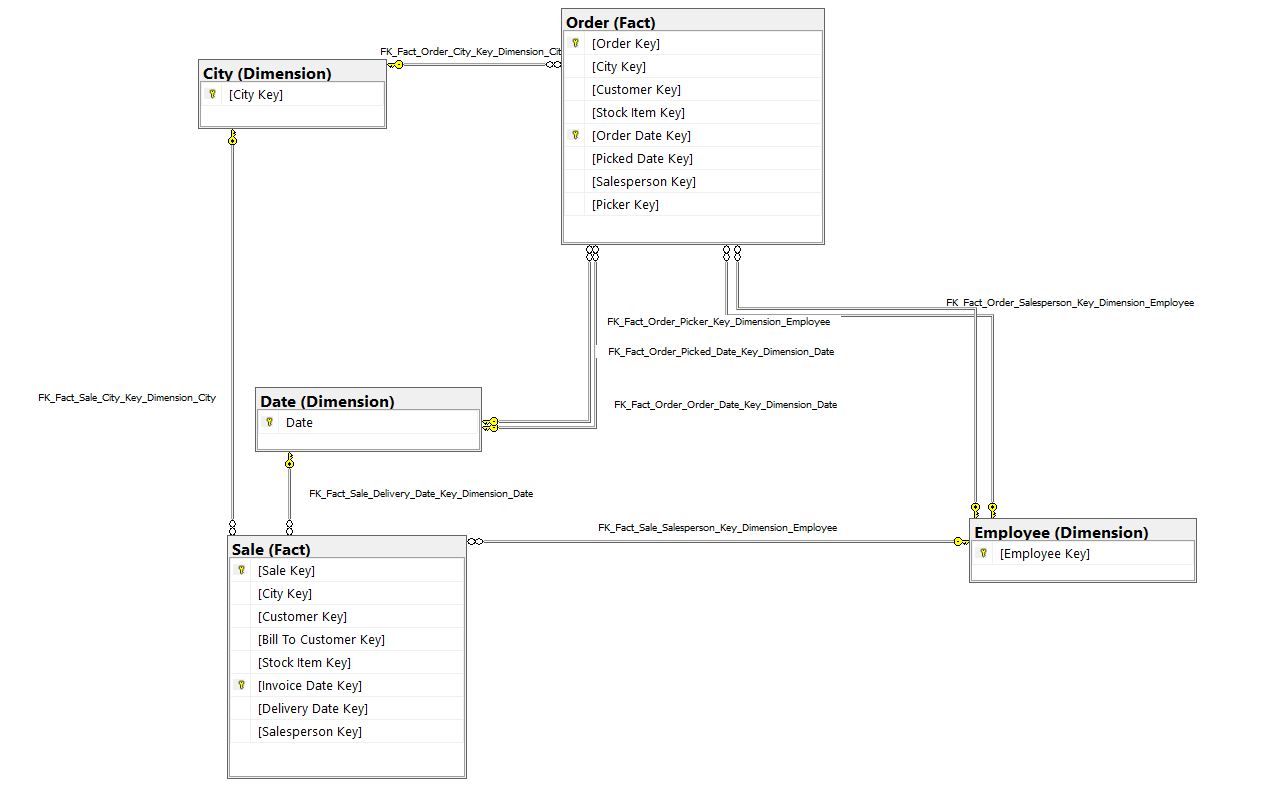 Order (Fact)
[Order Key]
[City Key]
[Customer Key]
[Stock Item Key]
[Order Date Key]
[Picked Date Key]
[Salesperson Key]
[Picker Key]
FK_Fact_Order_City_Key_Dimension_Cit
City (Dimension)
[City Key]
FK_Fact_Order_Salesperson_Key_Dimension_Employee
FK_Fact_Order_Picker_Key_Dimension_Employee
FK_Fact_Order_Picked_Date_Key_Dimension_Date
FK_Fact_Sale_City_Key_Dimension_City
Date (Dimension)
Date
FK_Fact_Order_Order_Date_Key_Dimension_Date
FK_Fact_Sale_Delivery_Date_Key_Dimension_Date
FK_Fact_Sale_Salesperson_Key_Dimension_Employee
Employee (Dimension)
[Employee Key]
Sale (Fact)
[Sale Key]
[City Key]
[Customer Key]
[Bill To Customer Key]
[Stock Item Key]
[Invoice Date Key]
[Delivery Date Key]
[Salesperson Key]